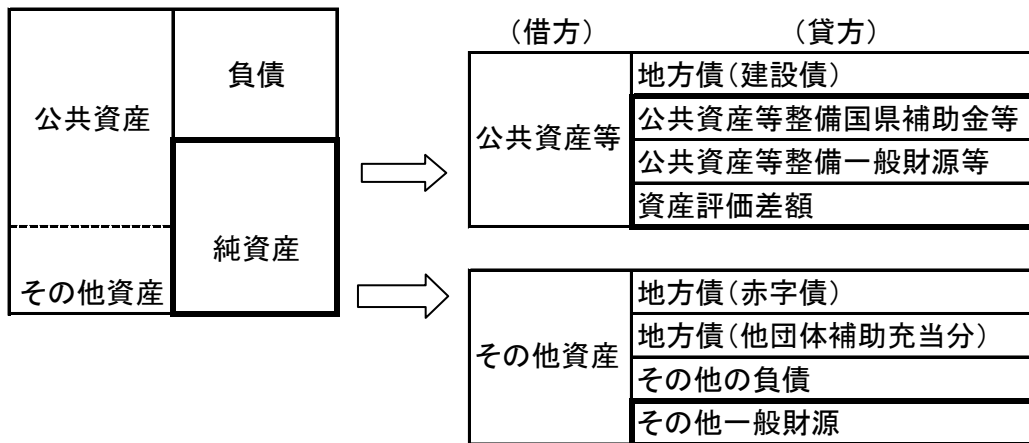 負債
公共資産
純資産
その他資産
(借方)
(貸方)
公共資産等
地方債(建設債)
公共資産等整備国県補助金等
公共資産等整備一般財源等
資産評価差額
その他資産
地方債(赤字債)
地方債(他団体補助充当分)
その他の負債
その他一般財源